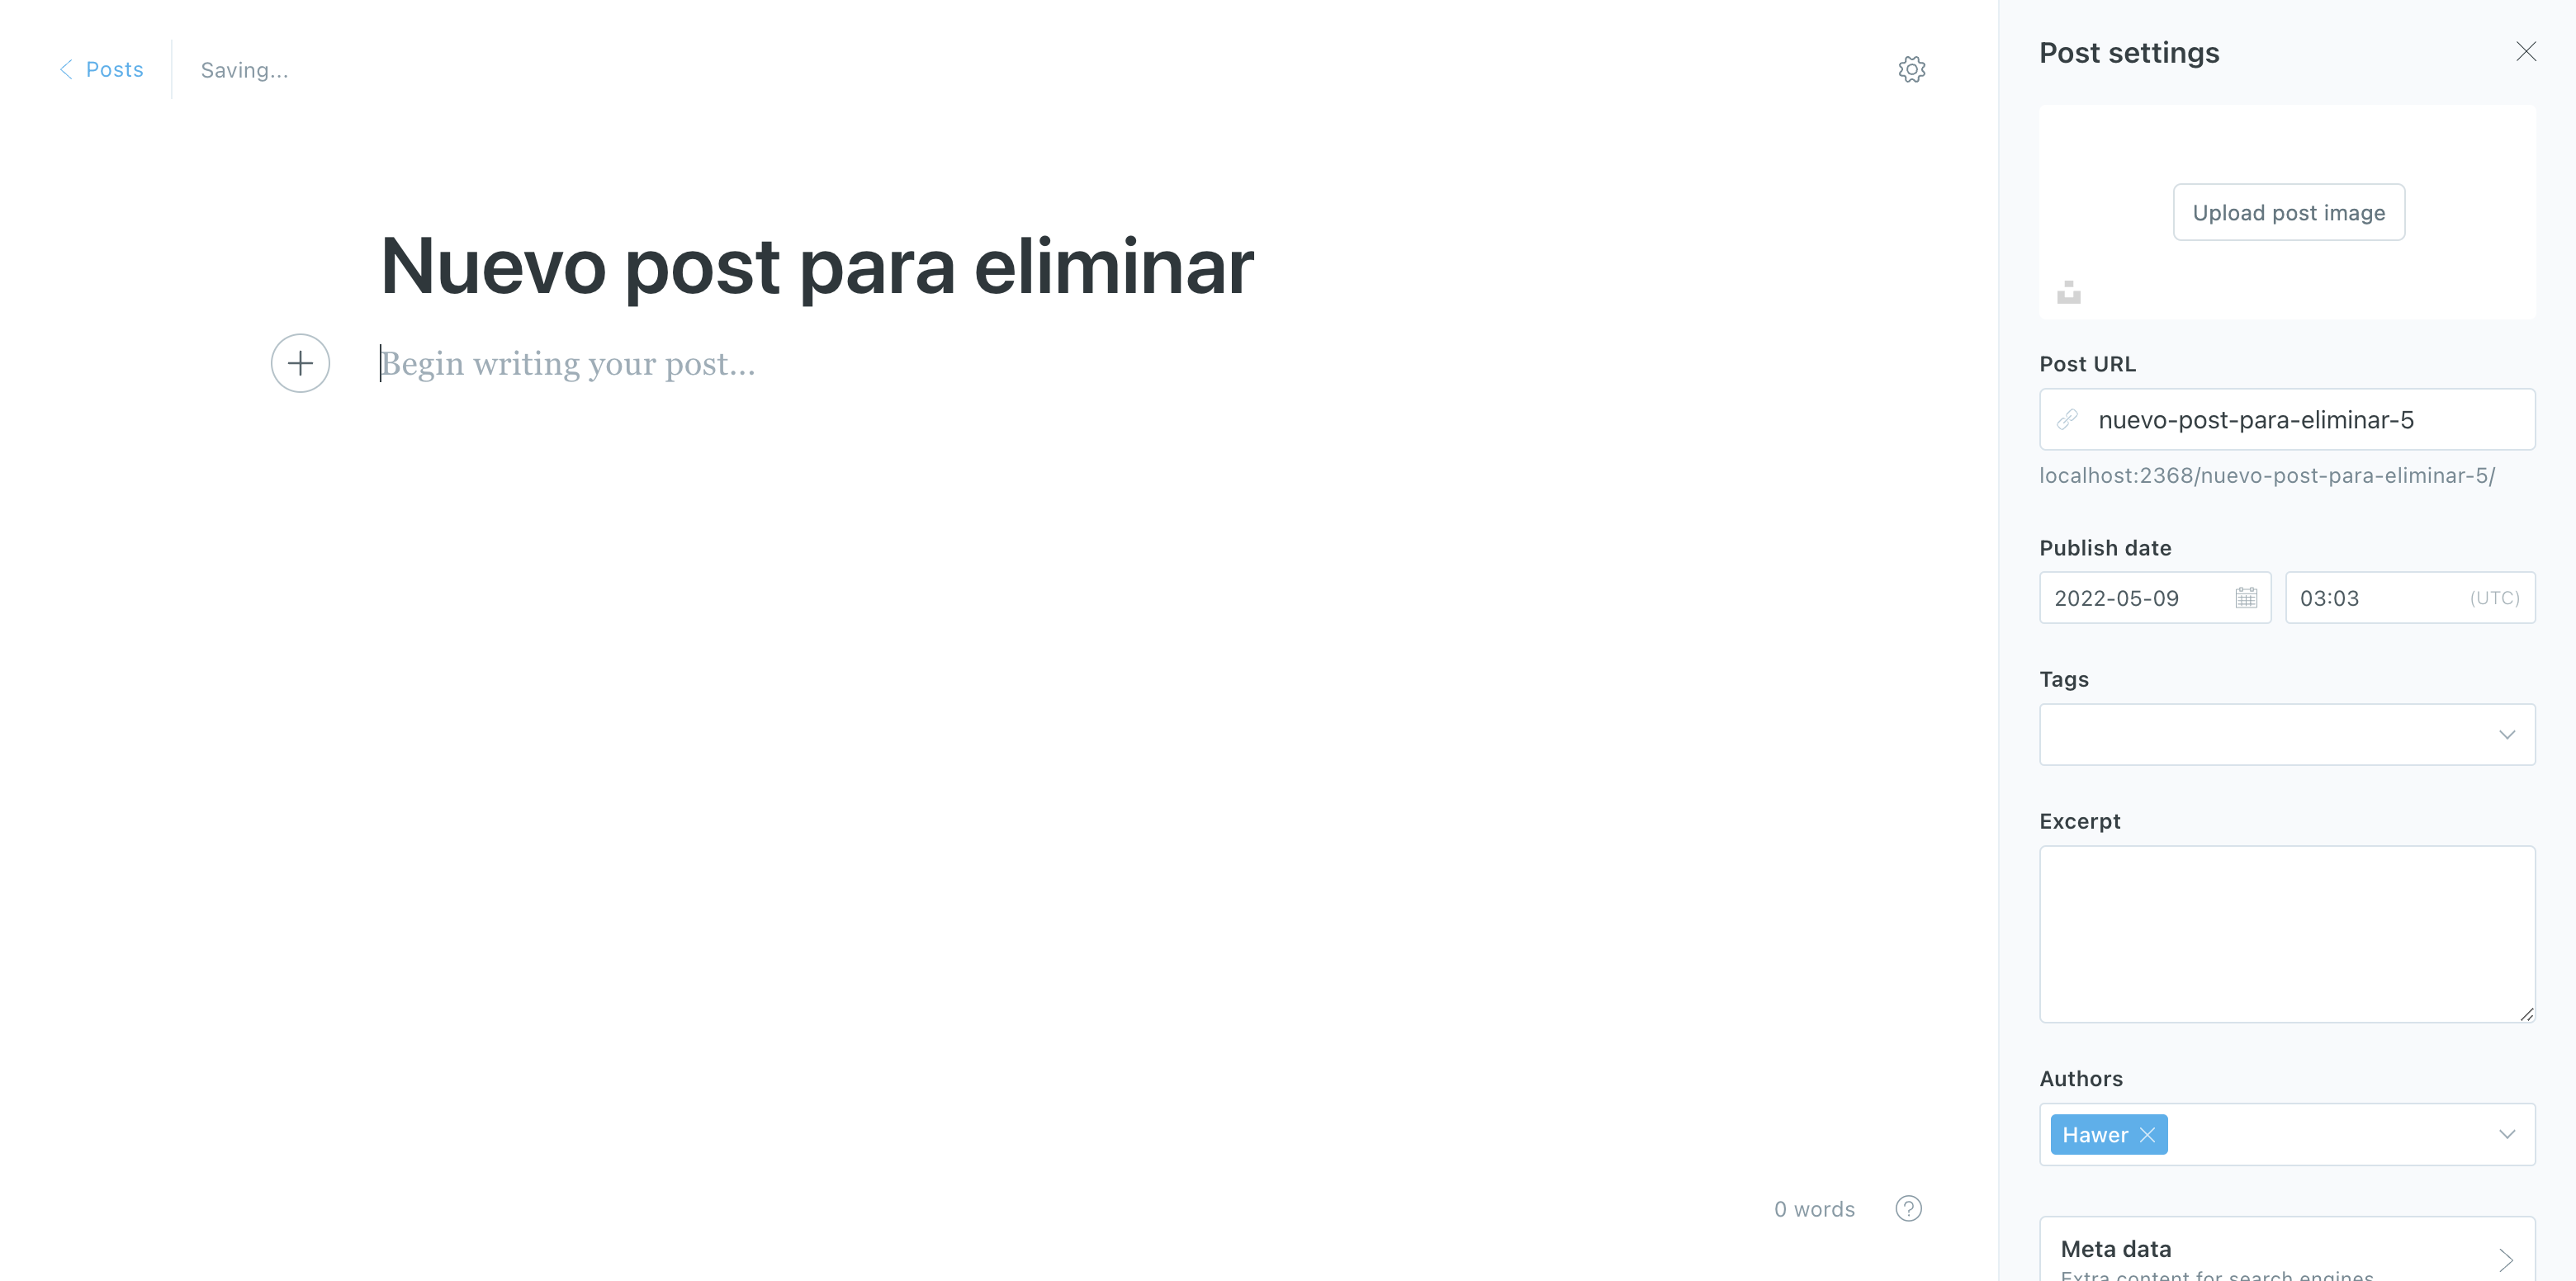 Posts
Saving...
Nuevo post para eliminar
Begin writing your post...
0 words
?
Post settings
Upload post image
Post URL
nuevo-post-para-eliminar-5
localhost:2368/nuevo-post-para-eliminar-5/
Publish date
2022-05-09
03:03 (UTC)
Tags
Excerpt
Authors
Hawer
Meta data
Extra content for search engines